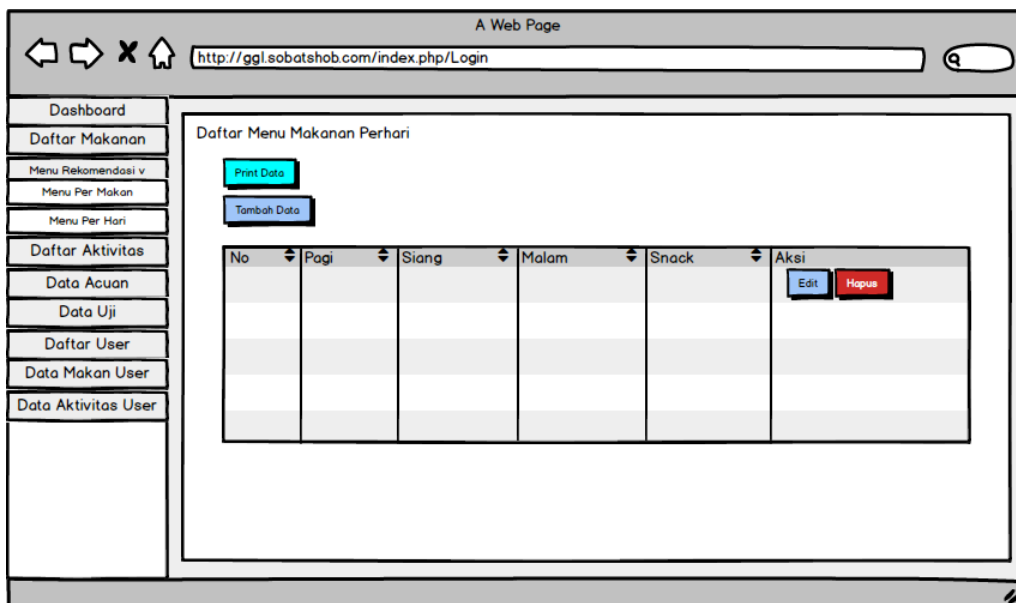 A Web Page
http://ggl.sobatshob.com/index.php/Login
Dashboard
Daftar Makanan
Menu Rekomendasi v
Menu Per Makan
Menu Per Hari
Daftar Aktivitas
Data Acuan
Data Uji
Daftar User
Data Makan User
Data Aktivitas User
Daftar Menu Makanan Perhari
Print Data
Tambah Data
No Pagi Siang Malam Snack Aksi
Edit Hapus